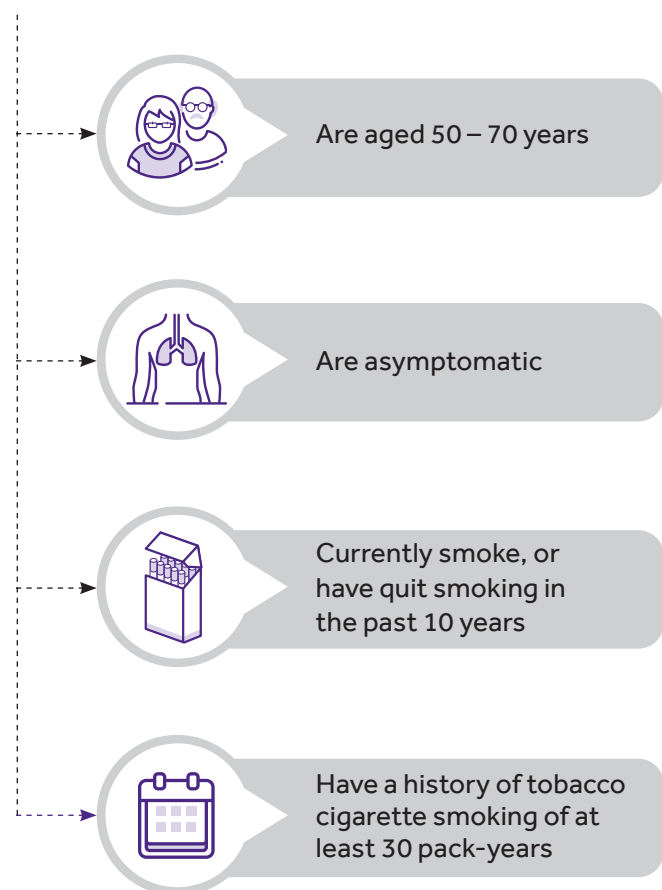 Are aged 50 – 70 years
Are asymptomatic
Currently smoke, or
have quit smoking in
the past 10 years
Have a history of tobacco
cigarette smoking of at
least 30 pack-years